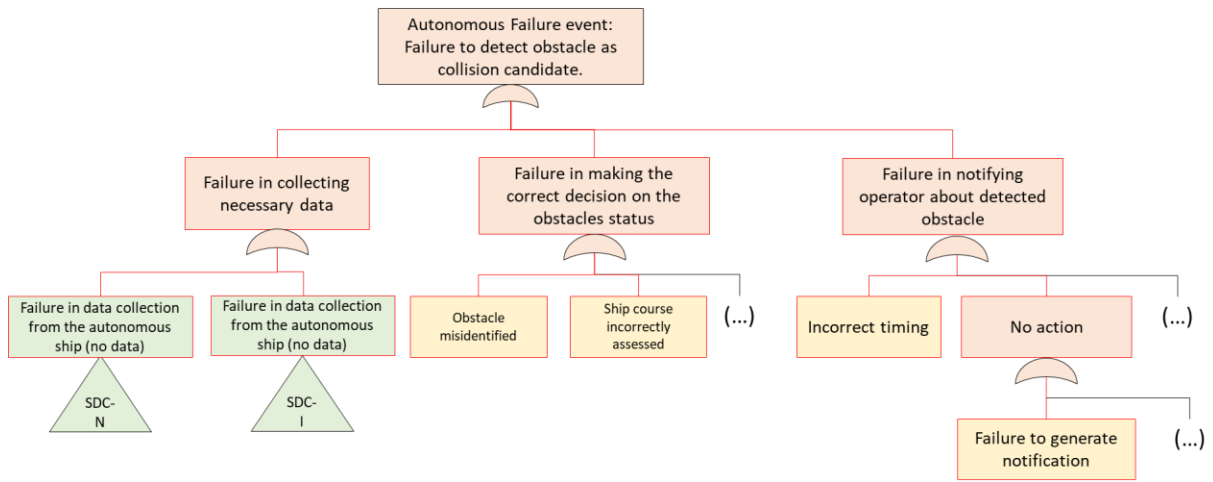 Autonomous Failure event:
Failure to detect obstacle as
collision candidate.
Failure in collecting
necessary data
Failure in making the
correct decision on the
obstacles status
Failure in notifying
operator about detected
obstacle
Failure in data collection
from the autonomous
ship (no data)
Failure in data collection
from the autonomous
ship (no data)
Obstacle
misidentified
Ship course
incorrectly
assessed
(...)
Incorrect timing
No action
(...)
SDC-
N
SDC-
I
Failure to generate
notification
(...)